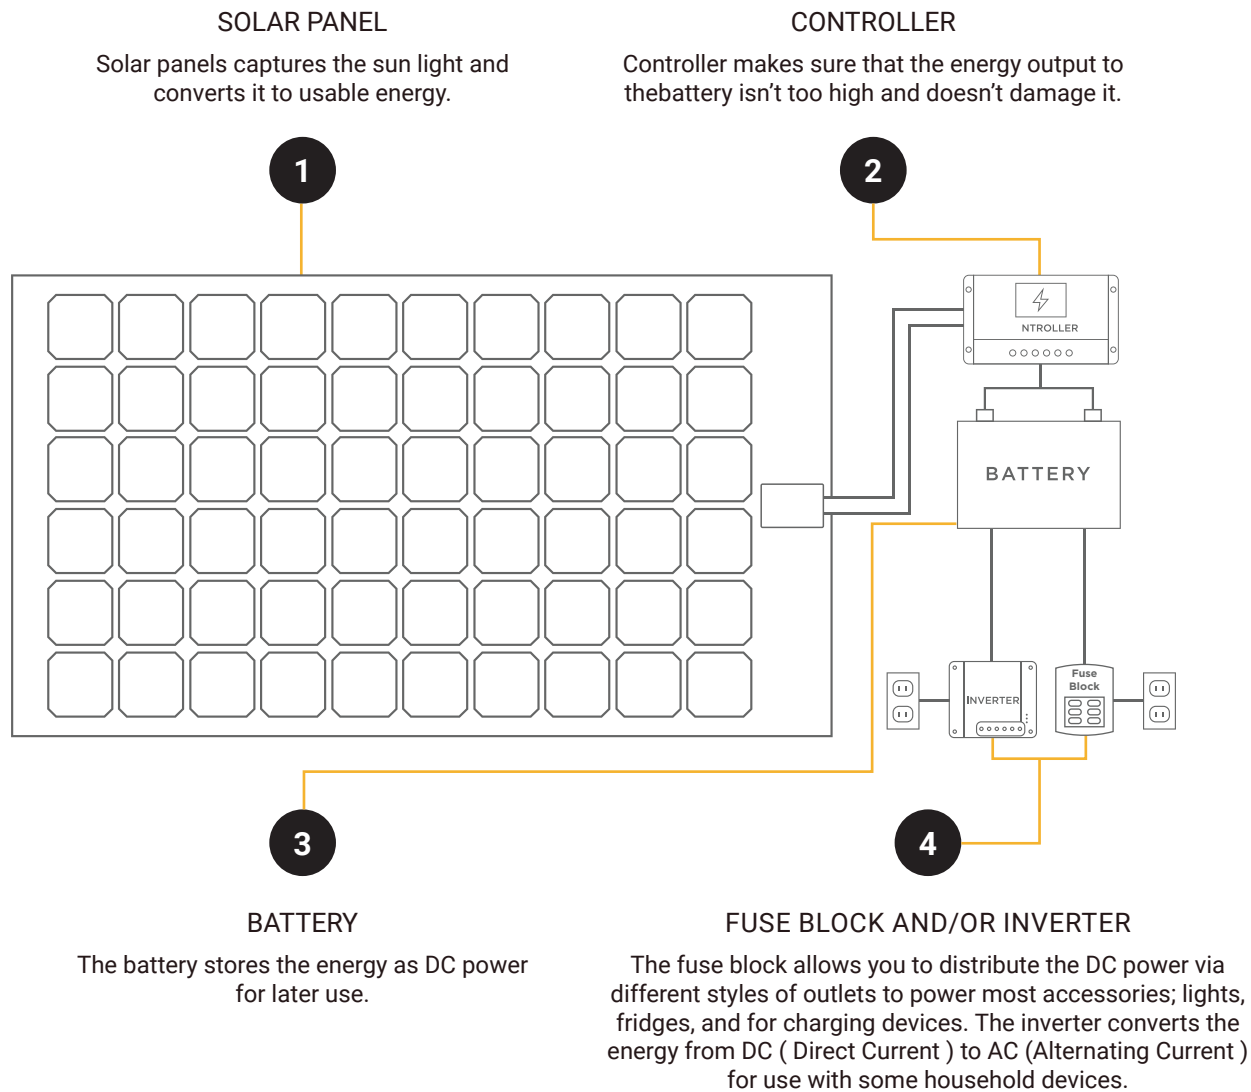 SOLAR PANEL
Solar panels captures the sun light and
converts it to usable energy.
1
CONTROLLER
Controller makes sure that the energy output to
thebattery isn't too high and doesn't damage it.
2
NTROLLER
BATTERY
INVERTER
Fuse
Block
3
BATTERY
The battery stores the energy as DC power
for later use.
4
FUSE BLOCK AND/OR INVERTER
The fuse block allows you to distribute the DC power via
different styles of outlets to power most accessories; lights,
fridges, and for charging devices. The inverter converts the
energy from DC ( Direct Current ) to AC (Alternating Current )
for use with some household devices.